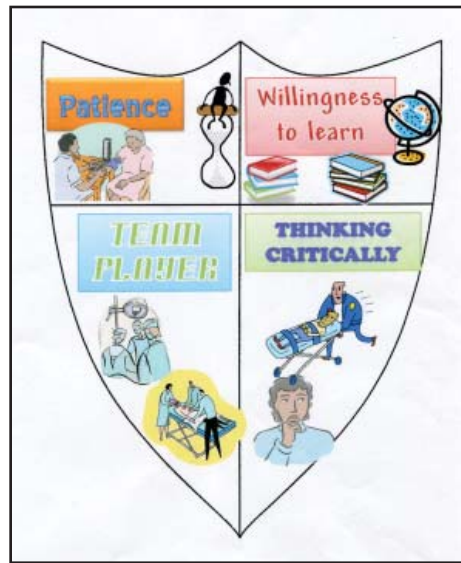 Patience
Willingness
to learn
TEAM
PLAYER
THINKING
CRITICALLY